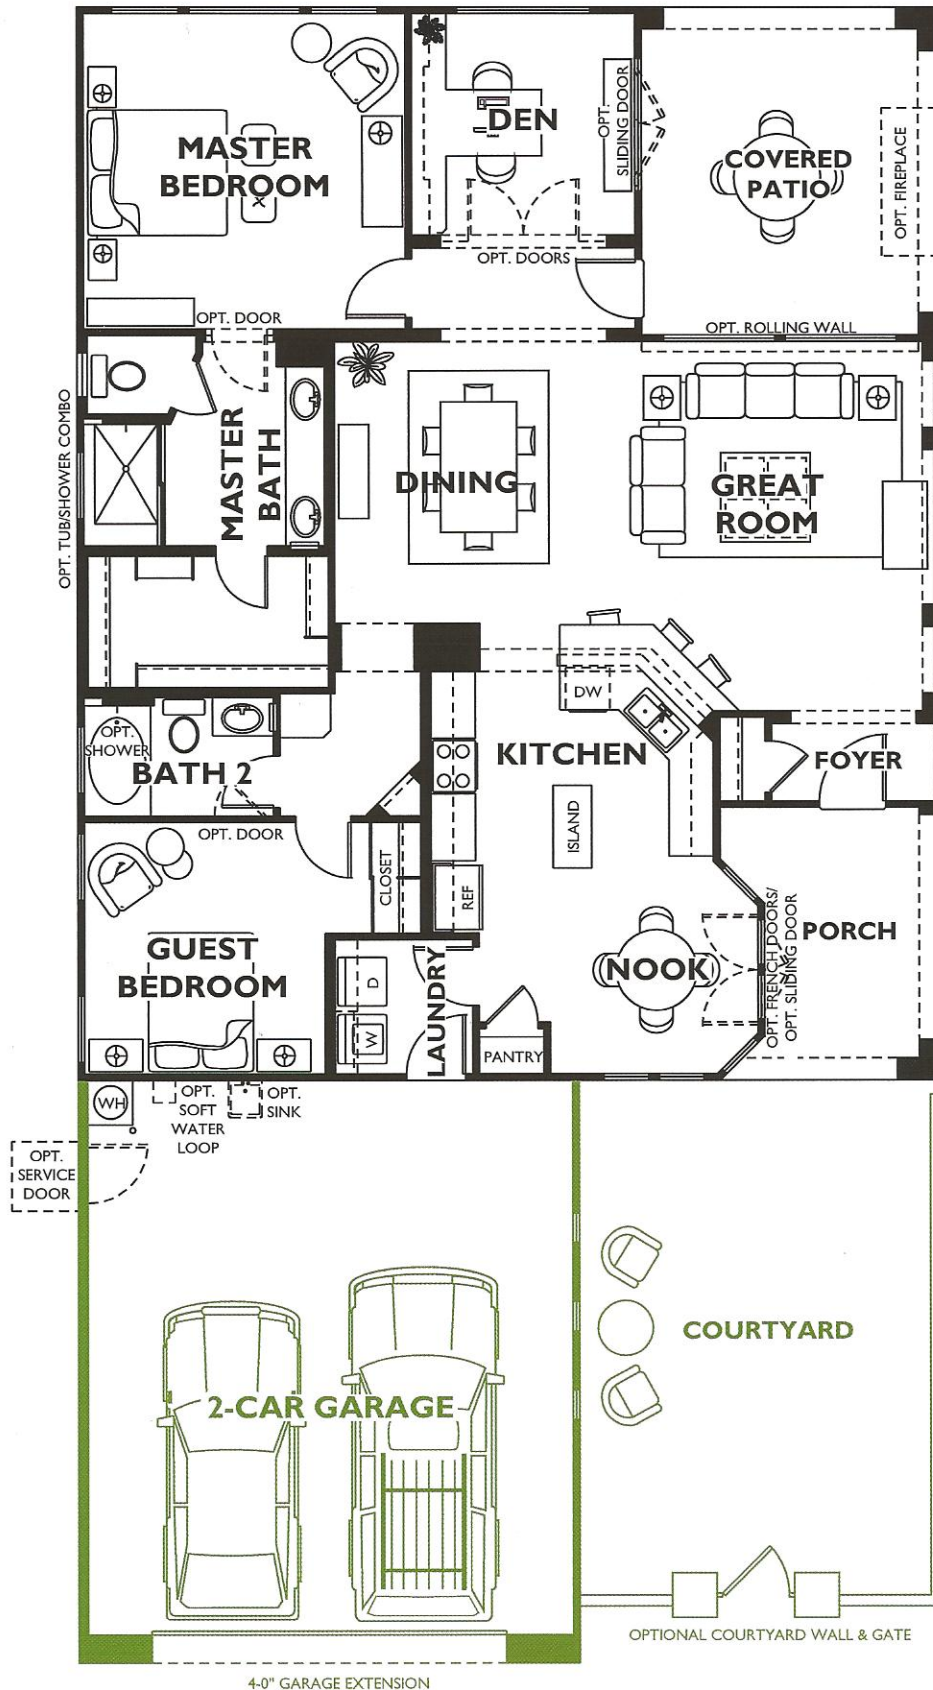 MASTER
BEDROOM
DEN
OPT.
SLIDING DOOR
COVERED
PATIO
OPT. FIREPLACE
OPT. DOORS
OPT. DOOR
OPT. ROLLING WALL
OPT. TUB/SHOWER COMBO
MASTER
BATH
DINING
GREAT
ROOM
DW
KITCHEN
FOYER
OPT.
SHOWER
BATH 2
OPT. DOOR
ISLAND
CLOSET
REF
GUEST
BEDROOM
D
W
LAUNDRY
NOOK
PANTRY
OPT. FRENCH DOORS/
OPT. SLIDING DOOR
PORCH
WH
OPT.
SOFT
WATER
LOOP
OPT.
SINK
OPT.
SERVICE
DOOR
COURTYARD
2-CAR GARAGE
OPTIONAL COURTYARD WALL & GATE
4-0" GARAGE EXTENSION